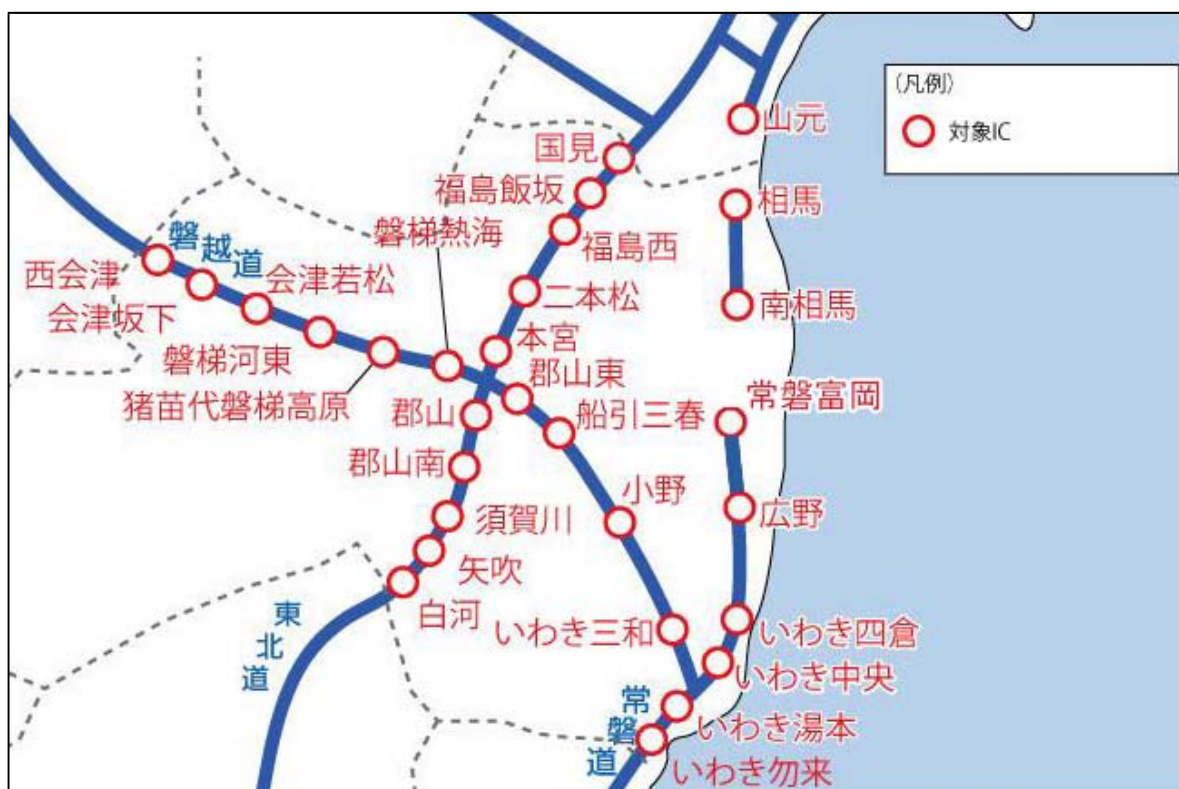 (凡例)
対象IC
山元
国見
相馬
福島飯坂
磐梯熱海
福島西
磐越道
西会津
会津若松
二本松
南相馬
会津坂下
本宮
磐梯河東
郡山東
常磐富岡
猪苗代磐梯高原
郡山
船引三春
郡山南
小野
広野
須賀川
矢吹
白河
東北道
いわき三和
いわき四倉
いわき中央
常磐道
いわき湯本
いわき勿来